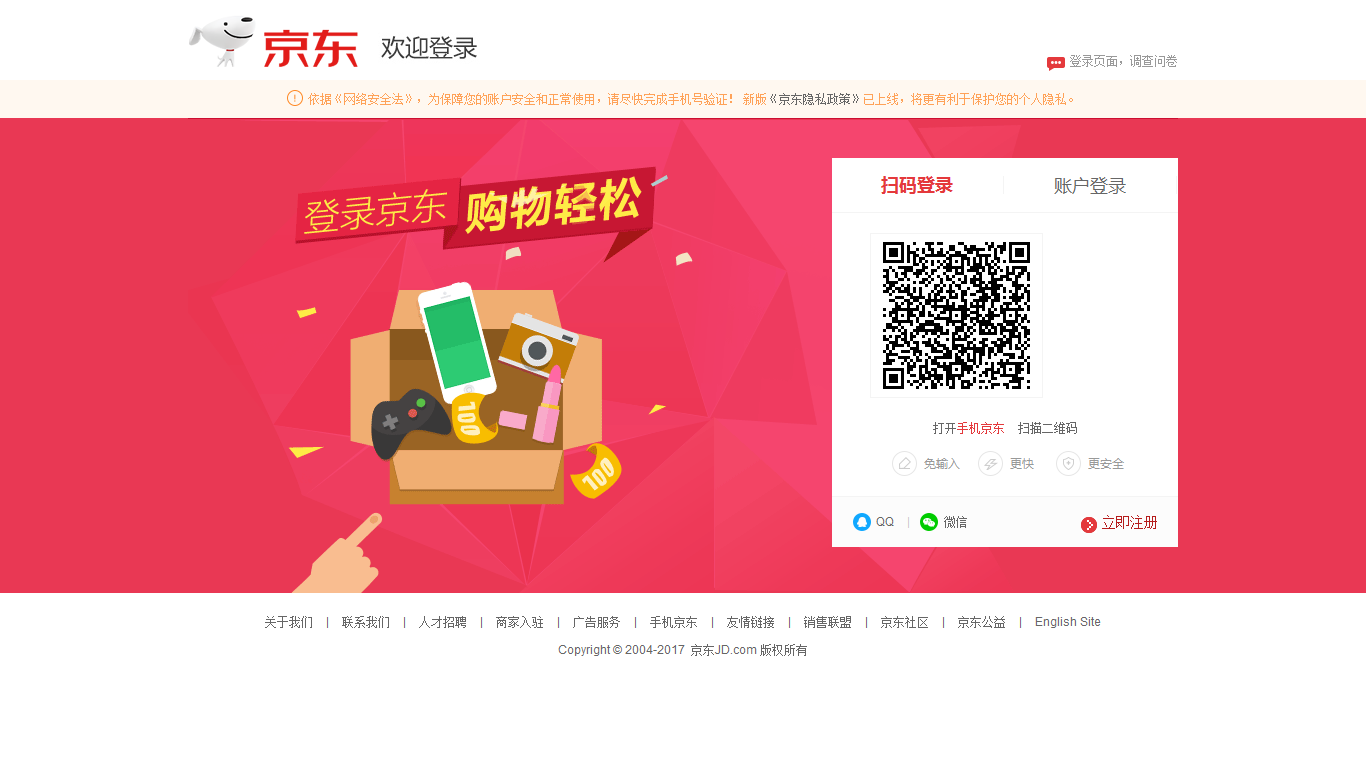 京东 欢迎登录
登录页面，调查问卷
依据《网络安全法》，为保障您的账户安全和正常使用，请尽快完成手机号验证！ 新版《京东隐私政策》已上线，将更有利于保护您的个人隐私。
登录京东 购物轻松
扫码登录 账户登录
100
100
打开手机京东 扫描二维码
免输入 更快 更安全
QQ | 微信 立即注册
关于我们 | 联系我们 | 人才招聘 | 商家入驻 | 广告服务 | 手机京东 | 友情链接 | 销售联盟 | 京东社区 | 京东公益 | English Site
Copyright © 2004-2017 京东JD.com 版权所有